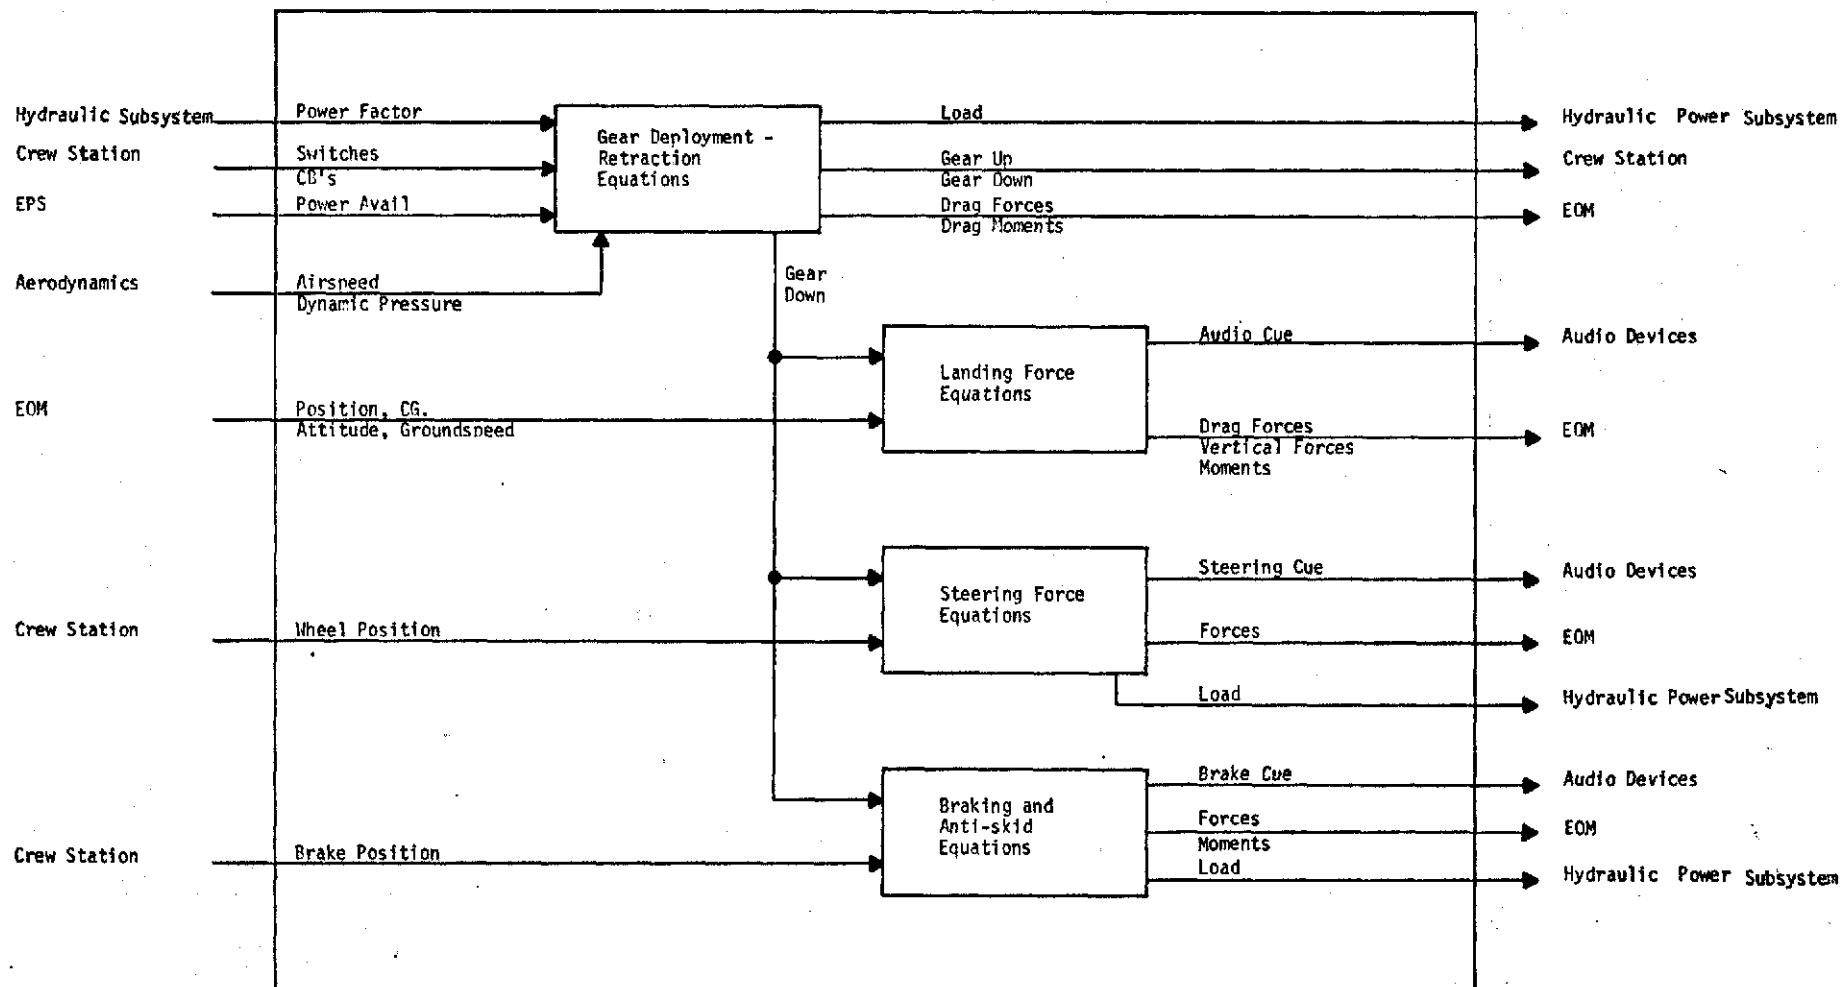 Hydraulic Subsystem
Power Factor
Crew Station
Switches
CB's
EPS
Power Avail
Aerodynamics
Airspeed
Dynamic Pressure
Gear Deployment -
Retraction
Equations
Load
Hydraulic Power Subsystem
Gear Up
Gear Down
Crew Station
Drag Forces
Drag Moments
EOM
Gear
Down
EOM
Position, CG.
Attitude, Groundspeed
Landing Force
Equations
Audio Cue
Audio Devices
Drag Forces
Vertical Forces
Moments
EOM
Crew Station
Wheel Position
Steering Force
Equations
Steering Cue
Audio Devices
Forces
EOM
Load
Hydraulic Power Subsystem
Crew Station
Brake Position
Braking and
Anti-skid
Equations
Brake Cue
Audio Devices
Forces
Moments
EOM
Load
Hydraulic Power Subsystem